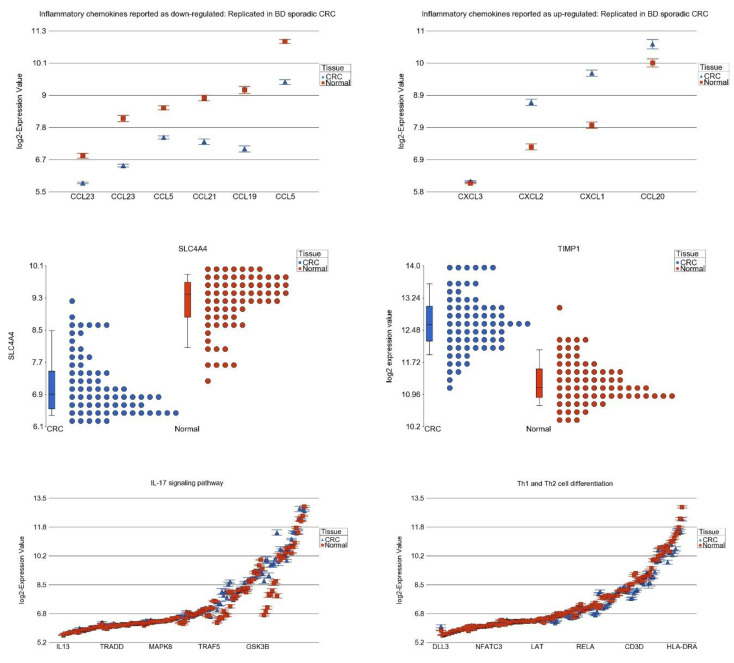 Inflammatory chemokines reported as down-regulated: Replicated in BD sporadic CRC
11.3
10.1
9
7.8
6.7
5.5
log2-Expression Value
CCL23 CCL23 CCL5 CCL21 CCL19 CCL5
Tissue
CRC
Normal
Inflammatory chemokines reported as up-regulated: Replicated in BD sporadic CRC
11
9.9
8.9
7.9
6.9
5.8
log2-Expression Value
CXCL3 CXCL2 CXCL1 CCL20
Tissue
CRC
Normal
SLC4A4
10.1
9.3
8.5
7.7
6.9
6.1
SLC4A4
CRC Normal
Tissue
CRC
Normal
TIMP1
14.0
13.24
12.48
11.72
10.96
10.2
log2 expression value
CRC Normal
Tissue
CRC
Normal
IL-17 signaling pathway
13.5
11.8
10.2
8.5
6.8
5.2
log2-Expression Value
IL13 TRADD MAPK8 TRAF5 GSK3B
Tissue
CRC
Normal
Th1 and Th2 cell differentiation
13.5
11.8
10.2
8.5
6.8
5.2
log2-Expression Value
DLL3 NFATC3 LAT RELA CD3D HLA-DRA
Tissue
CRC
Normal